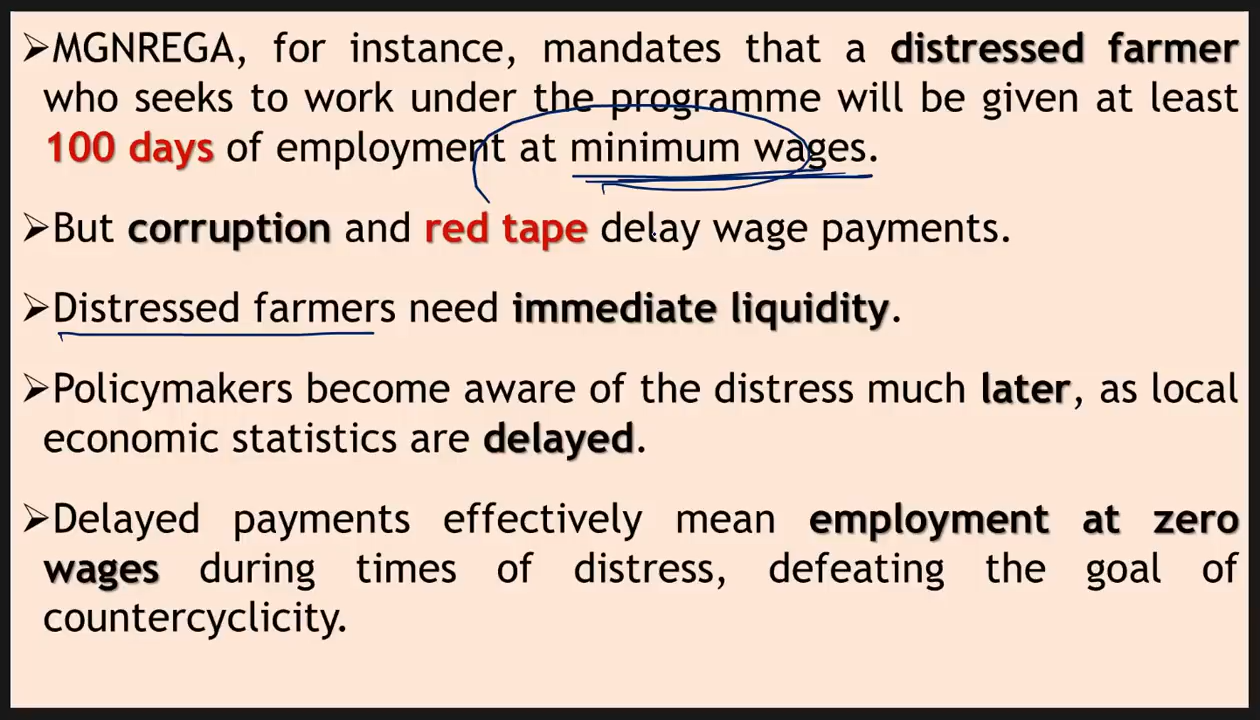 ➢MGNREGA, for instance, mandates that a distressed farmer
who seeks to work under the programme will be given at least
100 days of employment at minimum wages.
➢But corruption and red tape delay wage payments.
➢Distressed farmers need immediate liquidity.
➢Policymakers become aware of the distress much later, as local
economic statistics are delayed.
➢Delayed payments effectively mean employment at zero
wages during times of distress, defeating the goal of
countercyclicity.